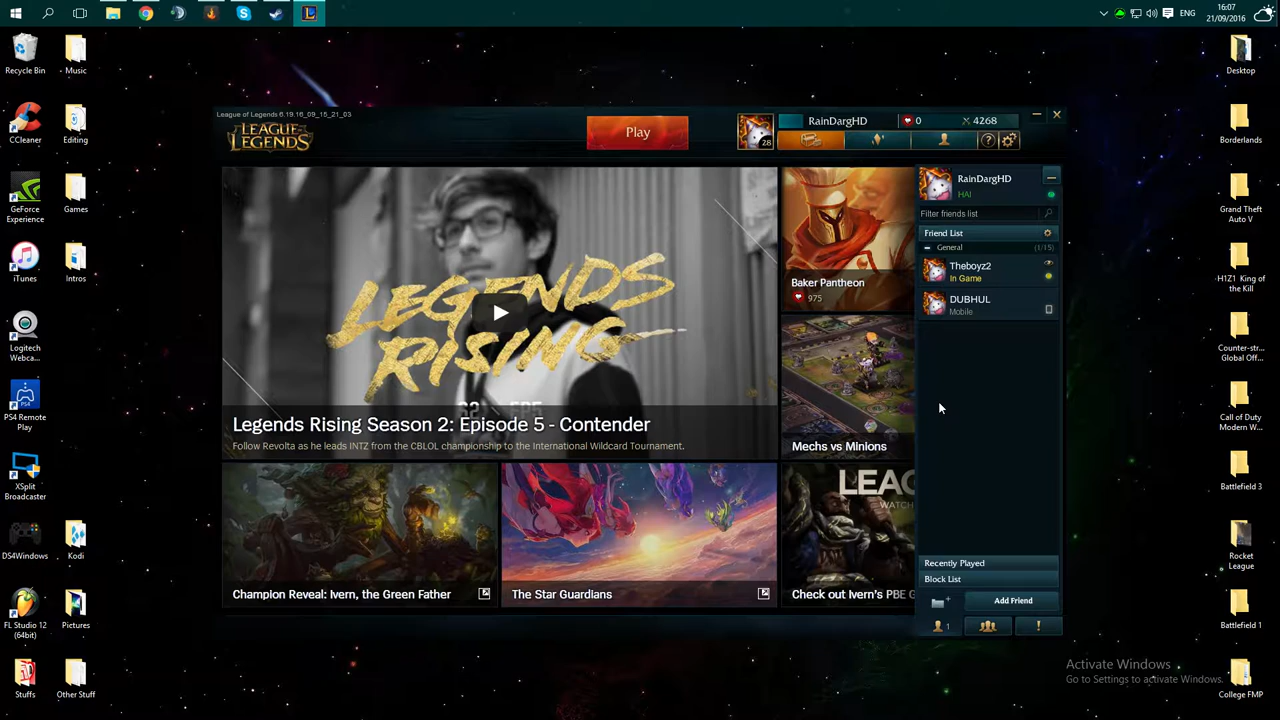 16:07
ENG
21/09/2016
Recycle Bin
Music
CCleaner
Editing
GeForce
Experience
Games
iTunes
Intros
Logitech
Webca...
PS4 Remote
Play
XSplit
Broadcaster
DS4Windows
Kodi
FL Studio 12
(64bit)
Pictures
Stuffs
Other Stuff
League of Legends 6.19.16_09_15_21_03
LEAGUE
OF
LEGENDS
Play
28
RainDargHD
0
4268
?
LEGENDS
RISING
Legends Rising Season 2: Episode 5 - Contender
Follow Revolta as he leads INTZ from the CBLOL championship to the International Wildcard Tournament.
Baker Pantheon
975
Mechs vs Minions
Champion Reveal: Ivern, the Green Father
The Star Guardians
LEAG
WATCH
Check out Ivern's PBE G
RainDargHD
HAI
Filter friends list
Friend List
General
(1/15)
Theboyz2
In Game
DUBHUL
Mobile
Recently Played
Block List
Add Friend
1
!
Desktop
Borderlands
Grand Theft
Auto V
H1Z1 King of
the Kill
Counter-str...
Global Off...
Call of Duty
Modern W...
Battlefield 3
Rocket
League
Battlefield 1
College FMP
Activate Windows
Go to Settings to activate Windows.